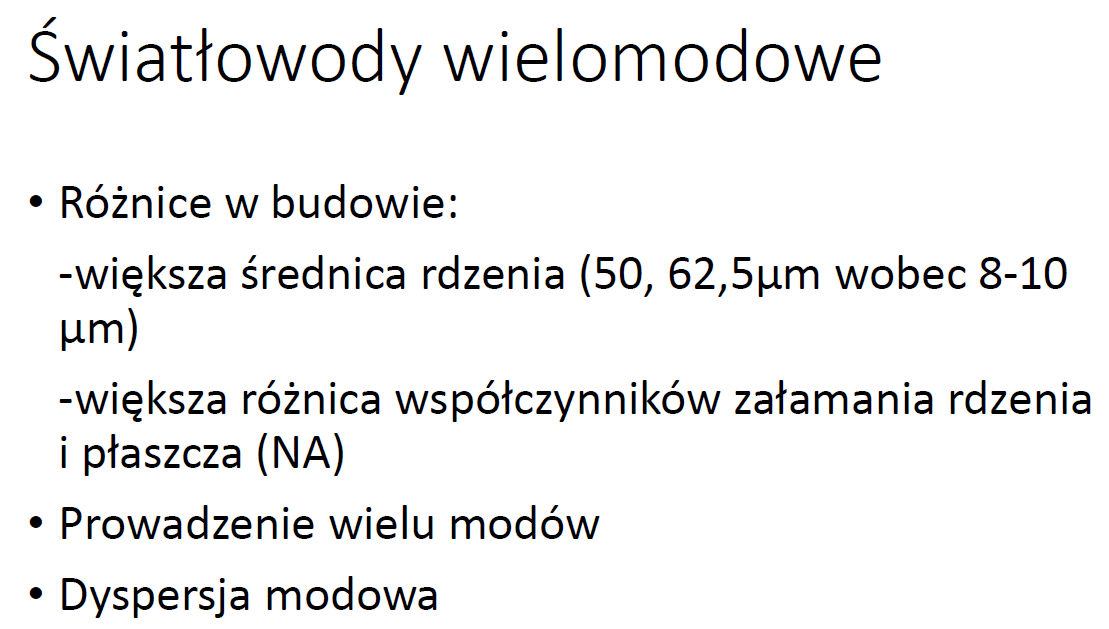 Światłowody wielomodowe
• Różnice w budowie:
-większa średnica rdzenia (50, 62,5µm wobec 8-10
µm)
-większa różnica współczynników załamania rdzenia
i płaszcza (NA)
• Prowadzenie wielu modów
• Dyspersja modowa